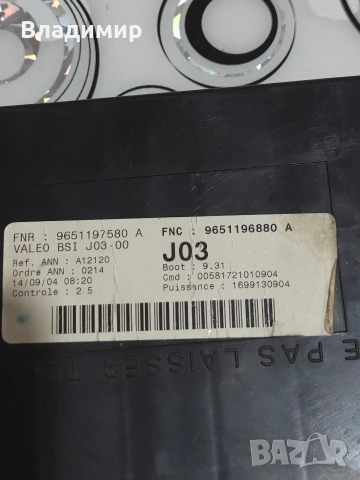 Владимир
FNR : 9651197580 A
VALEO BSI J03-00
Ref. ANN : A12120
Ordre ANN : 0214
14/09/04 08:20
Controle : 2 5
FNC : 9651196880 A
J03
Boot : 9.31
Cmd : 00581721010904
Puissance : 1699130904
E PAS LAISSER
BAZAR